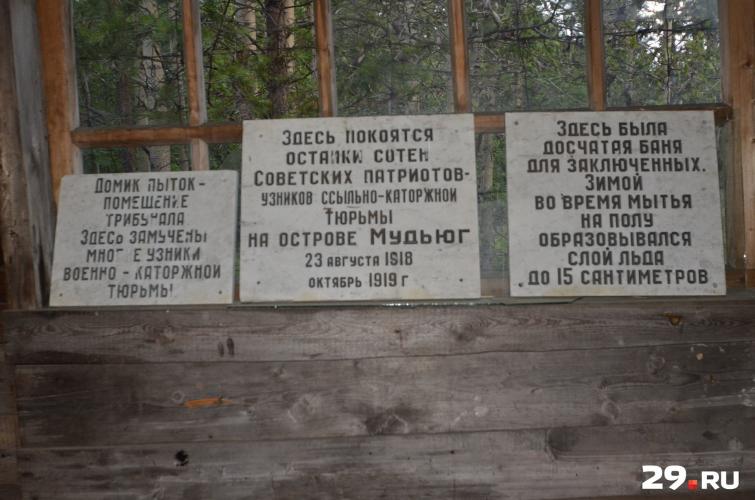 Домик пыток -
помещение
трибунала
Здесь замучены
мног е узники
военно - каторжной
тюрьмы
Здесь покоятся
останки сотен
Советских патриотов-
узников ссыльно-каторжной
тюрьмы
на острове Мудьюг
23 августа 1918
октябрь 1919 г
Здесь была
досчатая баня
для заключенных.
Зимой
во время мытья
на полу
образовывался
слой льда
до 15 сантиметров
29.RU